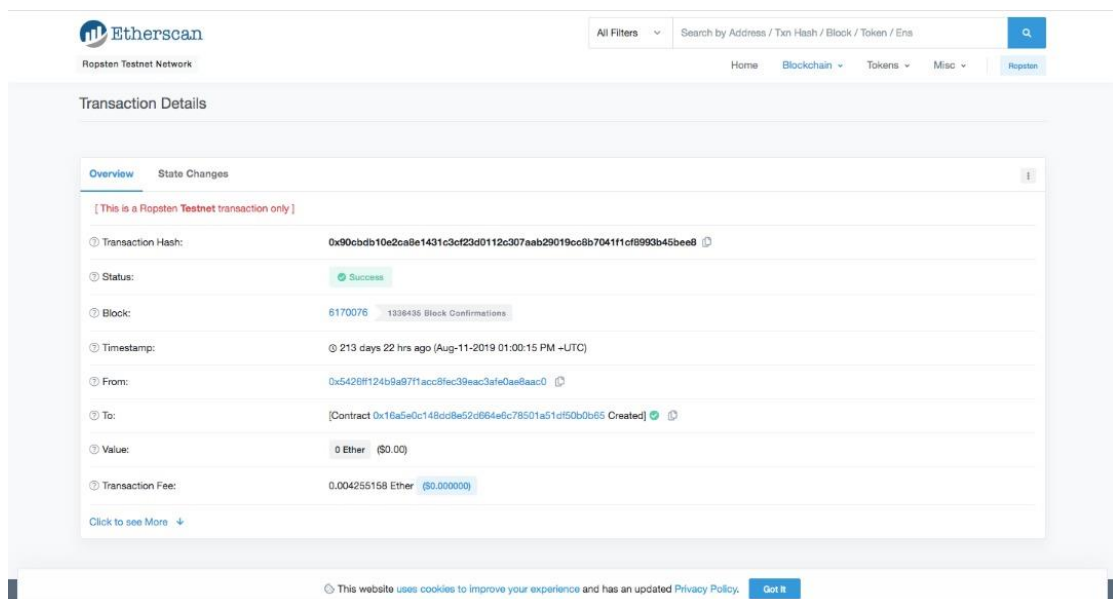 Etherscan
All Filters
Search by Address / Txn Hash / Block / Token / Ens
Ropsten Testnet Network
Home Blockchain Tokens Misc Ropsten
Transaction Details
Overview State Changes
[ This is a Ropsten Testnet transaction only ]
Transaction Hash: 0x90cbdb10e2ca8e1431c3cf23d0112c307aab29019cc8b7041f1cf8993b45bee8
Status: Success
Block: 6170076 1336435 Block Confirmations
Timestamp: 213 days 22 hrs ago (Aug-11-2019 01:00:15 PM +UTC)
From: 0x5426ff124b9a97f1acc8fec39eac3afe0ae8aac0
To: [Contract 0x16a5e0c148dd8e52d664e6c78501a51df50b0b65 Created]
Value: 0 Ether ($0.00)
Transaction Fee: 0.004255158 Ether ($0.000000)
Click to see More
This website uses cookies to improve your experience and has an updated Privacy Policy. Got It